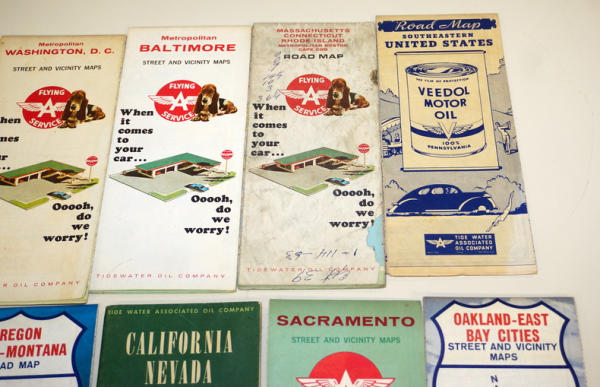 Metropolitan
WASHINGTON, D. C.
STREET AND VICINITY MAPS
FLYING
A
SERVICE
When
it
comes
your
car...
Ooooh,
do
we
worry!
TIDEWATER OIL COMPANY
Metropolitan
BALTIMORE
STREET AND VICINITY MAPS
FLYING
A
SERVICE
When
it
comes
to
your
car...
Ooooh,
do
we
worry!
TIDEWATER OIL COMPANY
MASSACHUSETTS
CONNECTICUT
RHODE ISLAND
METROPOLITAN BOSTON
CAPE COD
ROAD MAP
FLYING
A
SERVICE
When
it
comes
to
your
car...
Ooooh,
do
we
worry!
TIDEWATER OIL COMPANY
Road Map
SOUTHEASTERN
UNITED STATES
THE FILM OF PROTECTION
VEEDOL
MOTOR
OIL
A
100%
PENNSYLVANIA
A
TIDE WATER
ASSOCIATED
OIL COMPANY
REGON
-MONTANA
AD MAP
TIDE WATER ASSOCIATED OIL COMPANY
CALIFORNIA
NEVADA
SACRAMENTO
STREET AND VICINITY
MAPS
OAKLAND-EAST
BAY CITIES
STREET AND VICINITY
MAPS
N